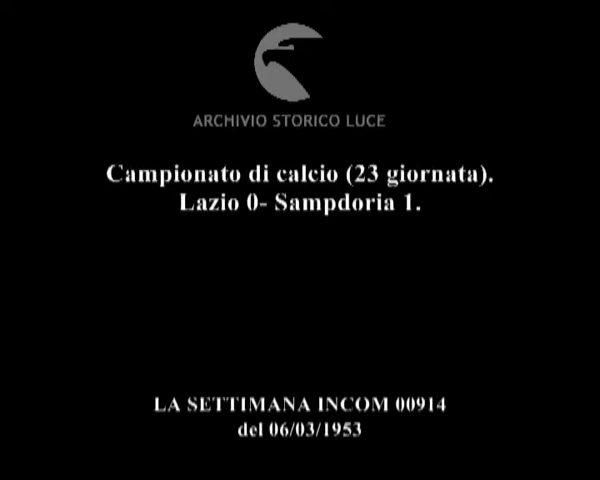 ARCHIVIO STORICO LUCE
Campionato di calcio (23 giornata).
Lazio 0- Sampdoria 1.
LA SETTIMANA INCOM 00914
del 06/03/1953